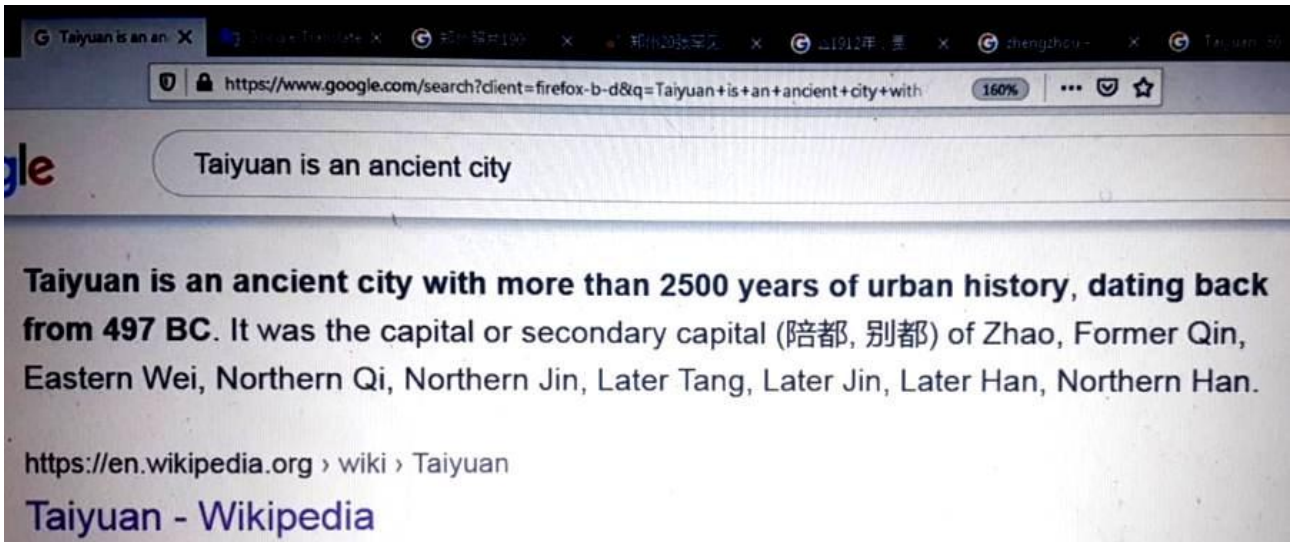 G Taiyuan is an an X
https://www.google.com/search?client=firefox-b-d&q=Taiyuan+is+an+ancient+city+with 160%
gle Taiyuan is an ancient city
Taiyuan is an ancient city with more than 2500 years of urban history, dating back
from 497 BC. It was the capital or secondary capital (陪都, 别都) of Zhao, Former Qin,
Eastern Wei, Northern Qi, Northern Jin, Later Tang, Later Jin, Later Han, Northern Han.
https://en.wikipedia.org › wiki › Taiyuan
Taiyuan - Wikipedia